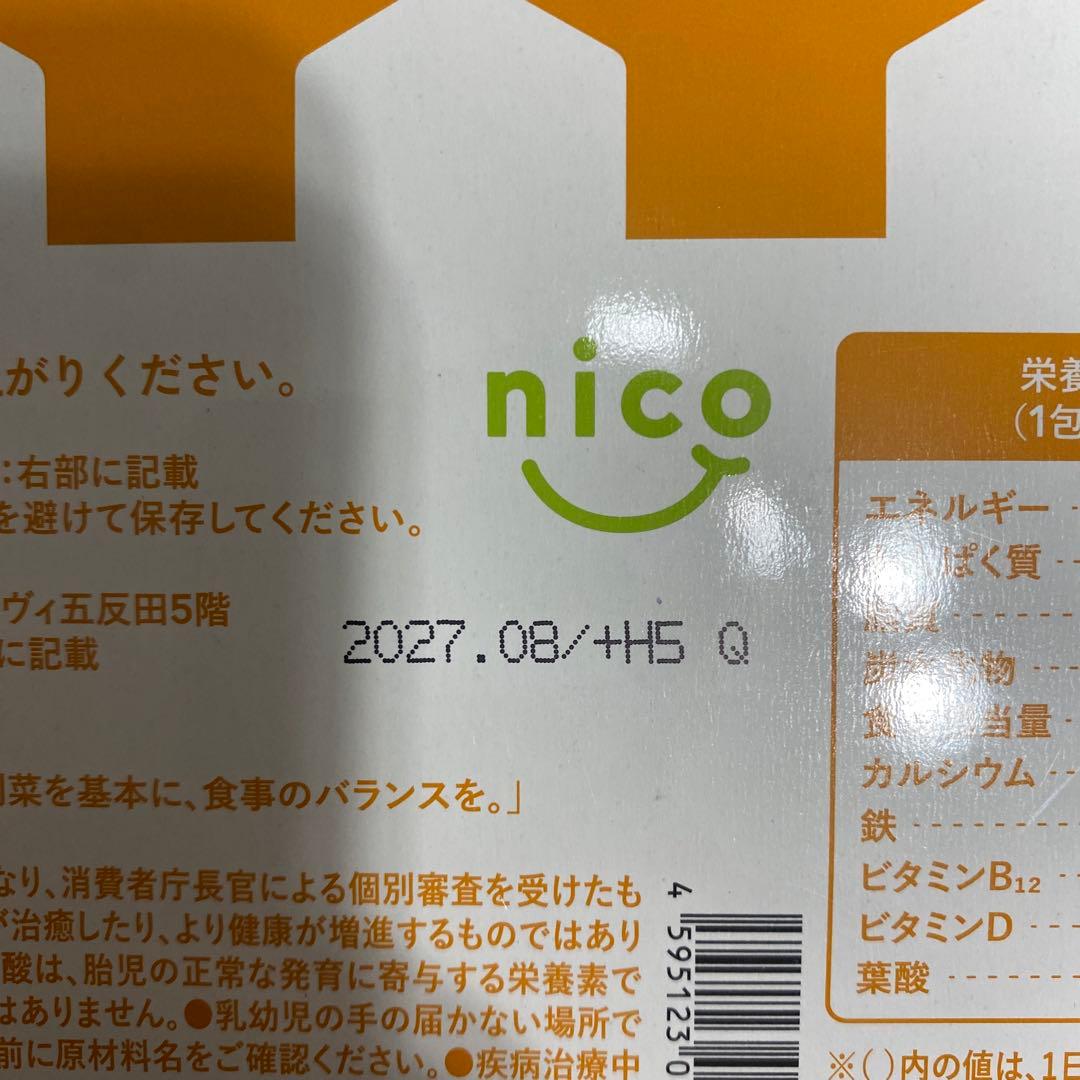 がりください。
：右部に記載
を避けて保存してください。
ヴィ五反田5階
に記載
nico
2027.08/+H5 Q
菜を基本に、食事のバランスを。」
なり、消費者庁長官による個別審査を受けたも
が治癒したり、より健康が増進するものではあり
酸は、胎児の正常な発育に寄与する栄養素で
はありません。●乳幼児の手の届かない場所で
前に原材料名をご確認ください。●疾病治療中
4 595123 0
栄養
(1包
エネルギー
ぱく質
炭
物
食
当量
カルシウム
鉄
ビタミンB12
ビタミンD
葉酸
※( )内の値は、1日